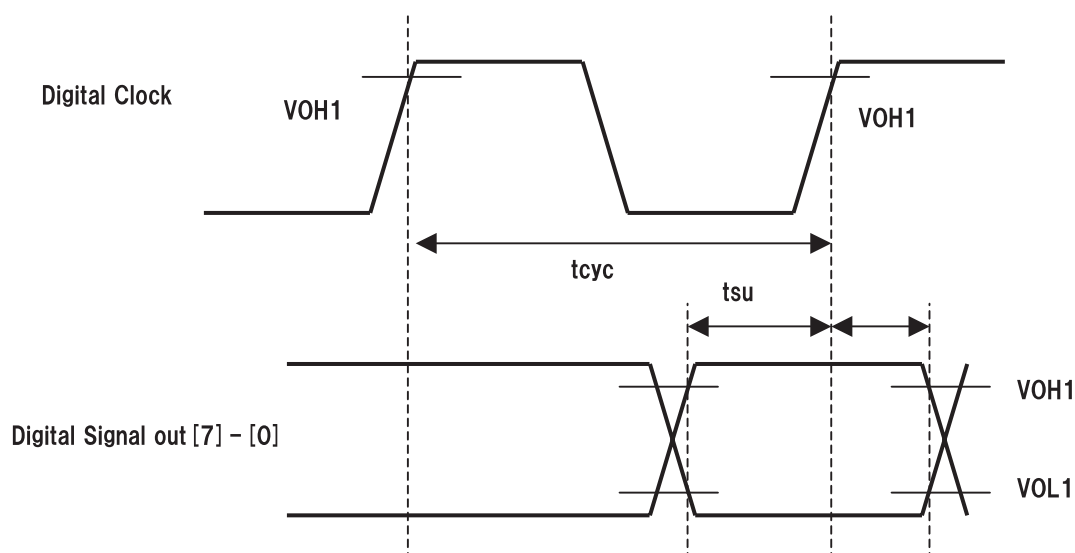 Digital Clock
VOH1
VOH1
tcyc
tsu
VOH1
Digital Signal out [7] - [0]
VOL1